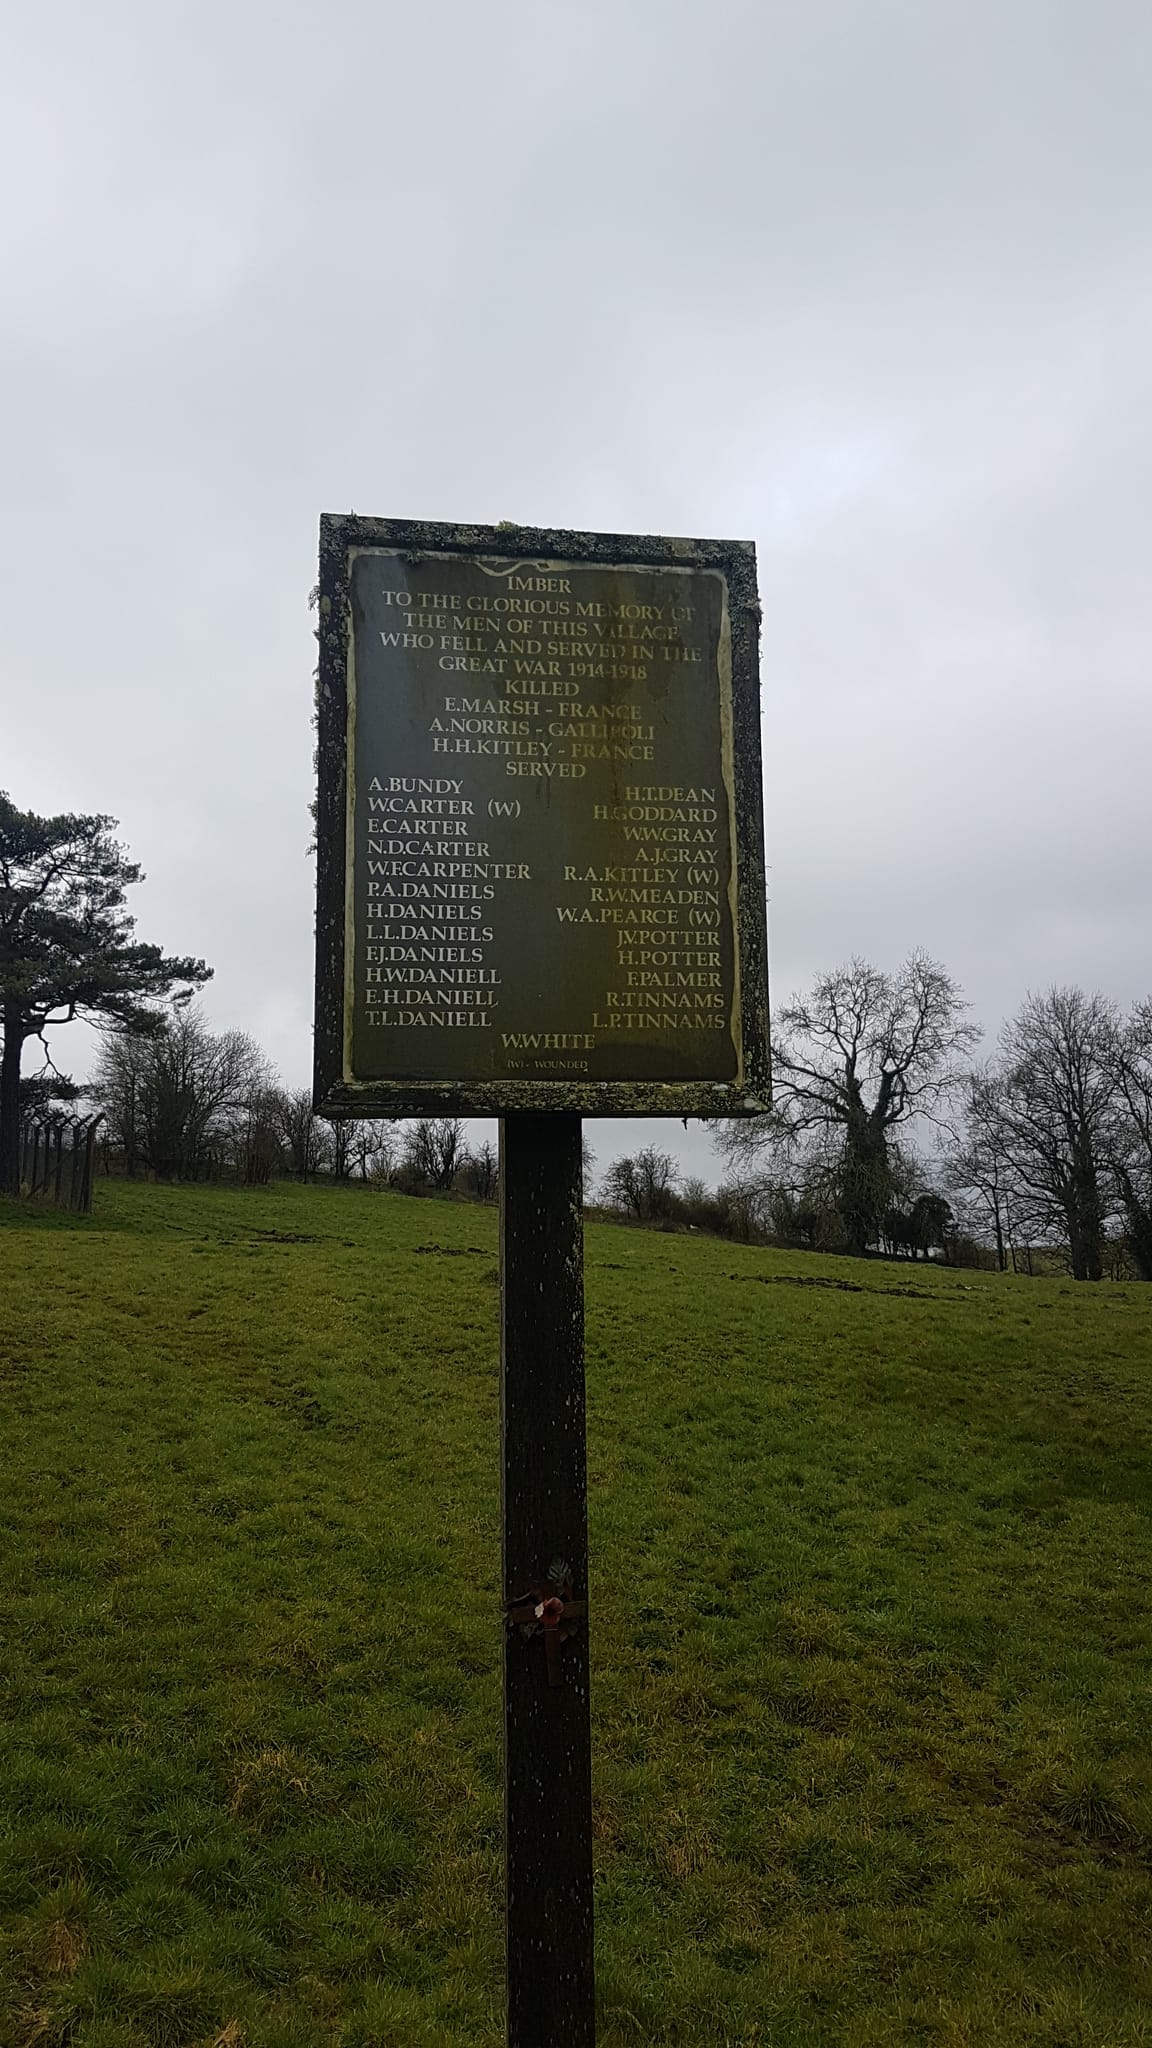 IMBER
TO THE GLORIOUS MEMORY OF
THE MEN OF THIS VILLAGE
WHO FELL AND SERVED IN THE
GREAT WAR 1914-1918
KILLED
E.MARSH - FRANCE
A.NORRIS - GALLIPOLI
H.H.KITLEY - FRANCE
SERVED
A.BUNDY
W.CARTER (W)
E.CARTER
N.D.CARTER
W.F.CARPENTER
P.A.DANIELS
H.DANIELS
L.L.DANIELS
F.J.DANIELS
H.W.DANIELL
E.H.DANIELL
T.L.DANIELL
H.T.DEAN
H.GODDARD
W.W.GRAY
A.J.GRAY
R.A.KITLEY (W)
R.W.MEADEN
W.A.PEARCE (W)
J.V.POTTER
H.POTTER
F.PALMER
R.TINNAMS
L.P.TINNAMS
W.WHITE
(W) - WOUNDED